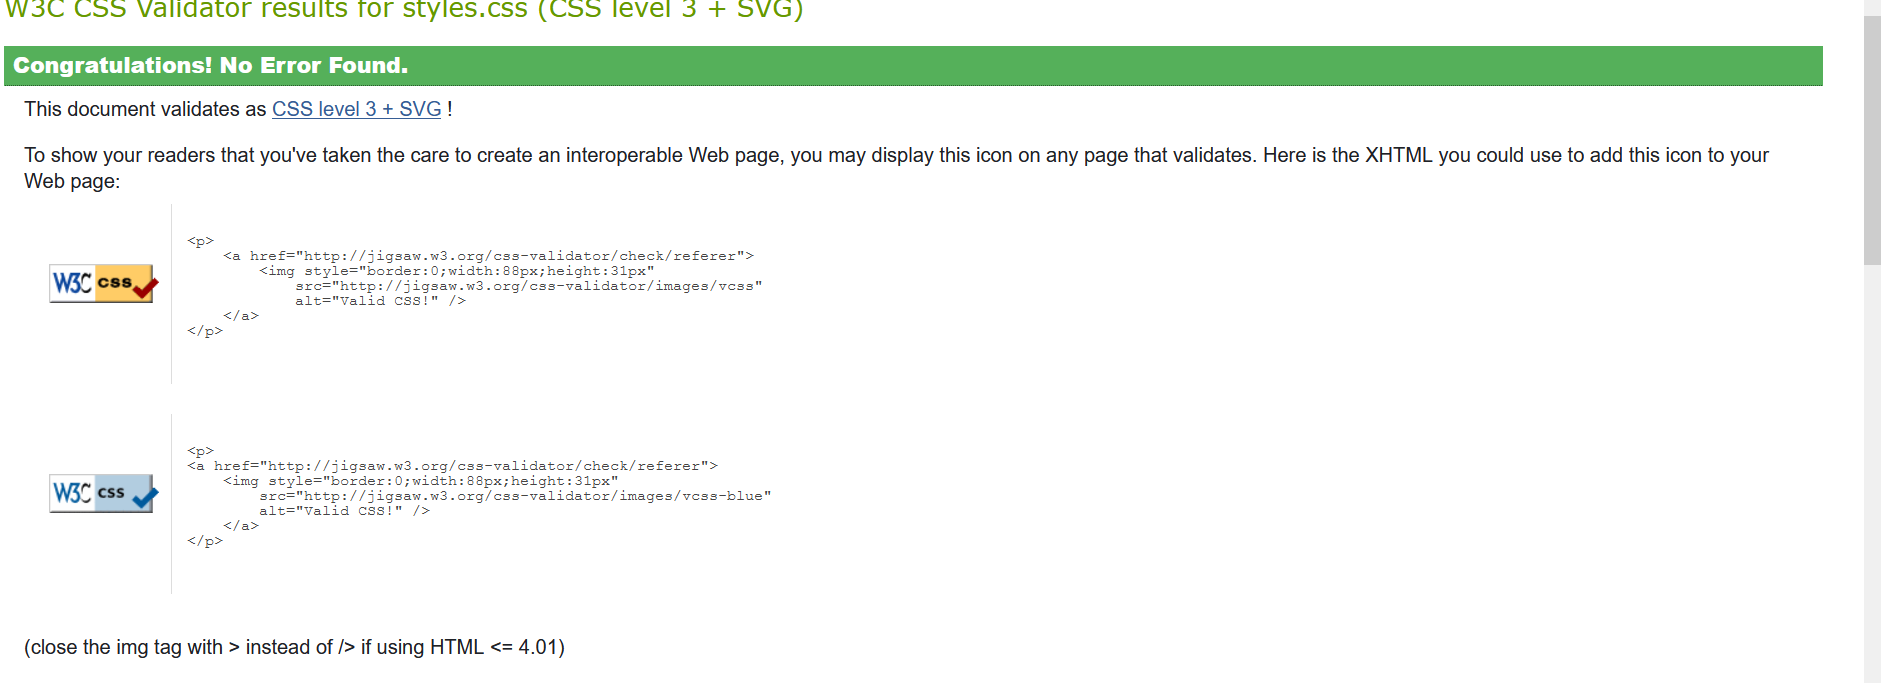 W3C CSS Validator results for styles.css (CSS level 3 + SVG)
Congratulations! No Error Found.
This document validates as CSS level 3 + SVG !
To show your readers that you've taken the care to create an interoperable Web page, you may display this icon on any page that validates. Here is the XHTML you could use to add this icon to your
Web page:
W3C css
<p>
    <a href="http://jigsaw.w3.org/css-validator/check/referer">
        <img style="border:0;width:88px;height:31px"
            src="http://jigsaw.w3.org/css-validator/images/vcss"
            alt="Valid CSS!" />
    </a>
</p>
W3C css
<p>
<a href="http://jigsaw.w3.org/css-validator/check/referer">
    <img style="border:0;width:88px;height:31px"
        src="http://jigsaw.w3.org/css-validator/images/vcss-blue"
        alt="Valid CSS!" />
    </a>
</p>
(close the img tag with > instead of /> if using HTML <= 4.01)